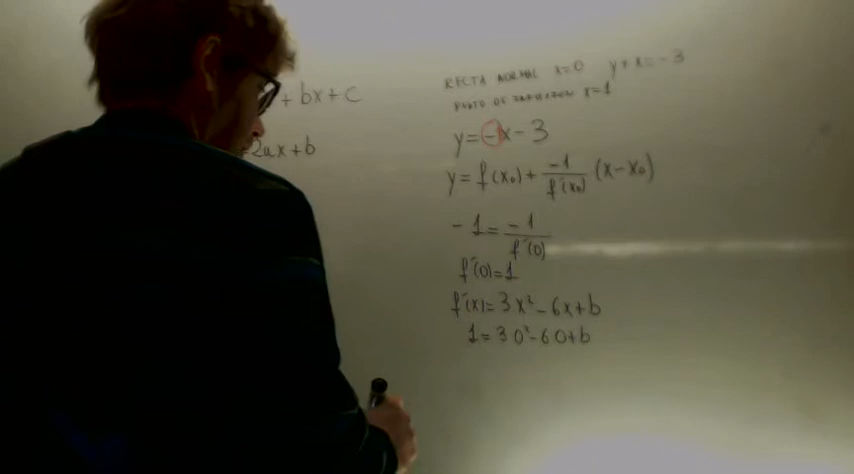 + bx + c
2ax + b
RECTA NORMAL x=0 y+x=-3
PUNTO DE INFLEXION x=1
y=-1x-3
y=f(x₀)+ -1/f´(x₀) (x-x₀)
-1= -1/f´(0)
f´(0)=1
f´(x)=3x²-6x+b
1=3·0²-6·0+b